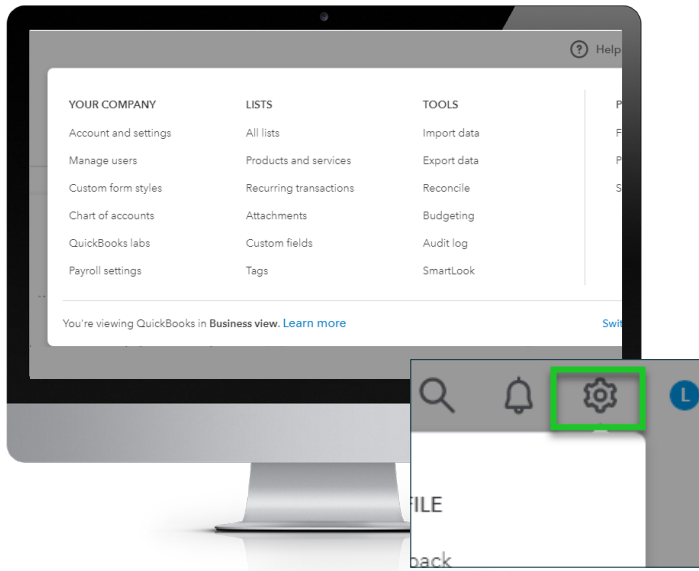 Help
YOUR COMPANY
Account and settings
Manage users
Custom form styles
Chart of accounts
QuickBooks labs
Payroll settings
LISTS
All lists
Products and services
Recurring transactions
Attachments
Custom fields
Tags
TOOLS
Import data
Export data
Reconcile
Budgeting
Audit log
SmartLook
P
F
P
S
You're viewing QuickBooks in Business view. Learn more
Swit
L
FILE
back